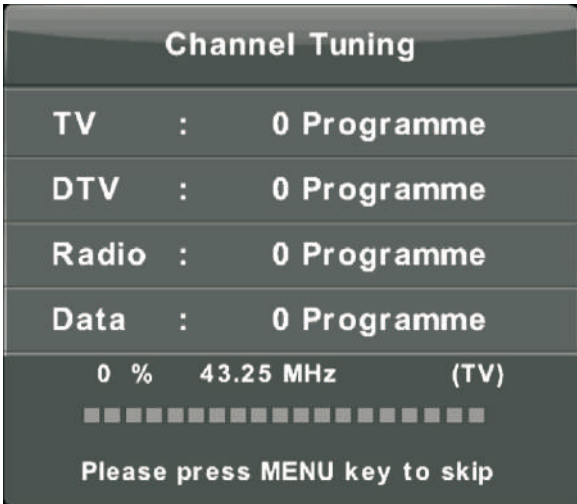 Channel Tuning
TV : 0 Programme
DTV : 0 Programme
Radio : 0 Programme
Data : 0 Programme
0 % 43.25 MHz (TV)
Please press MENU key to skip